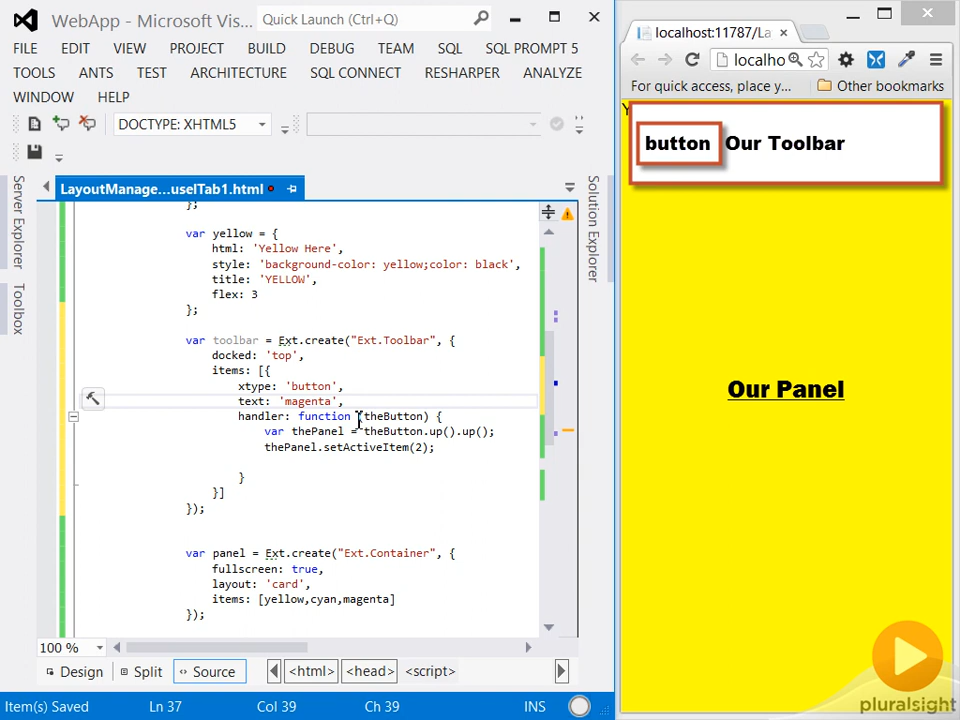 WebApp - Microsoft Vis...
Quick Launch (Ctrl+Q)
FILE EDIT VIEW PROJECT BUILD DEBUG TEAM SQL SQL PROMPT 5
TOOLS ANTS TEST ARCHITECTURE SQL CONNECT RESHARPER ANALYZE
WINDOW HELP
DOCTYPE: XHTML5
LayoutManage...uselTab1.html
Server Explorer
Toolbox
Solution Explorer
};
var yellow = {
html: 'Yellow Here',
style: 'background-color: yellow;color: black',
title: 'YELLOW',
flex: 3
};
var toolbar = Ext.create("Ext.Toolbar", {
docked: 'top',
items: [{
xtype: 'button',
text: 'magenta',
handler: function (theButton) {
var thePanel = theButton.up().up();
thePanel.setActiveItem(2);
}
}]
});
var panel = Ext.create("Ext.Container", {
fullscreen: true,
layout: 'card',
items: [yellow,cyan,magenta]
});
100 %
Design Split Source <html> <head> <script>
Item(s) Saved Ln 37 Col 39 Ch 39 INS
localhost:11787/La
localho
For quick access, place y... Other bookmarks
Y
button Our Toolbar
Our Panel
pluralsight